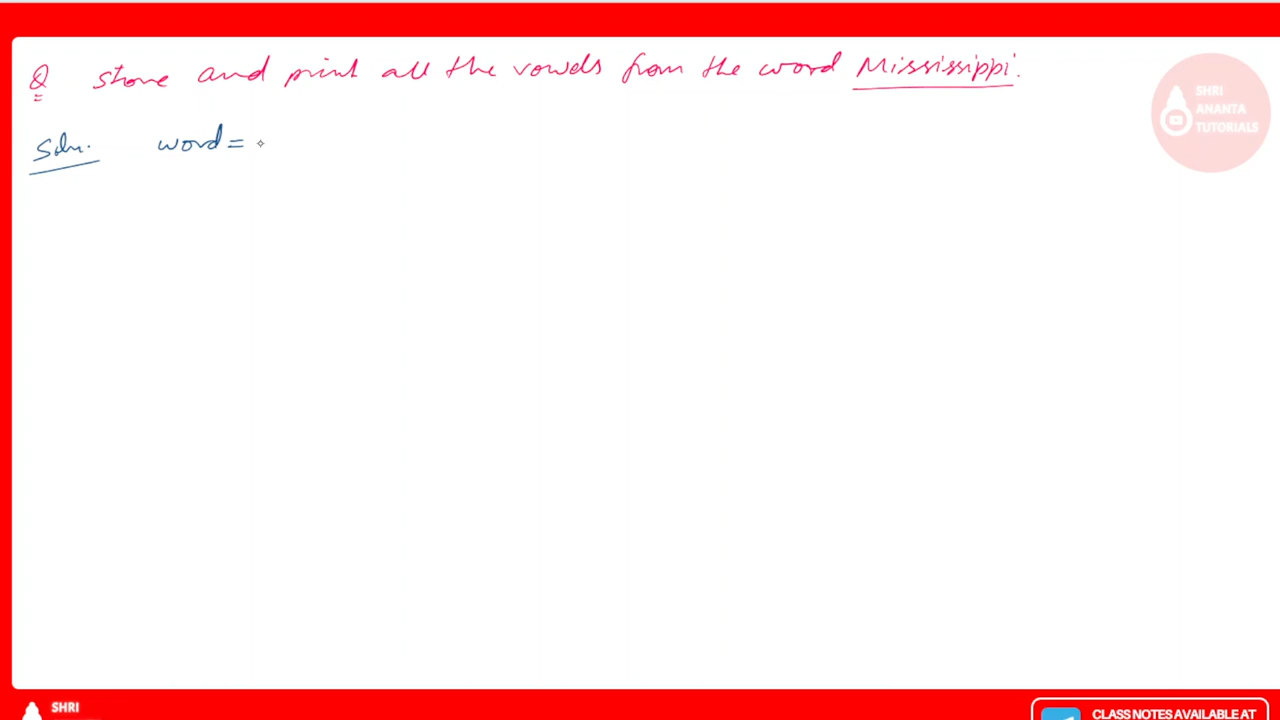 Q store and print all the vowels from the word Mississippi.
Soln. word =
SHRI
ANANTA
TUTORIALS
SHRI
CLASS NOTES AVAILABLE AT